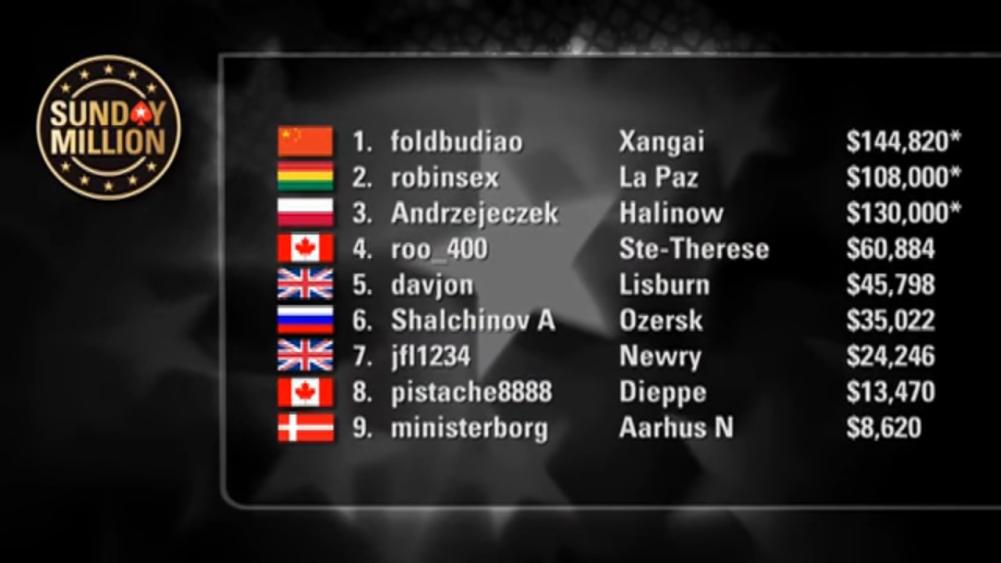 SUNDAY
MILLION
1. foldbudiao Xangai $144,820*
2. robinsex La Paz $108,000*
3. Andrzejeczek Halinow $130,000*
4. roo_400 Ste-Therese $60,884
5. davjon Lisburn $45,798
6. Shalchinov A Ozersk $35,022
7. jfl1234 Newry $24,246
8. pistache8888 Dieppe $13,470
9. ministerborg Aarhus N $8,620